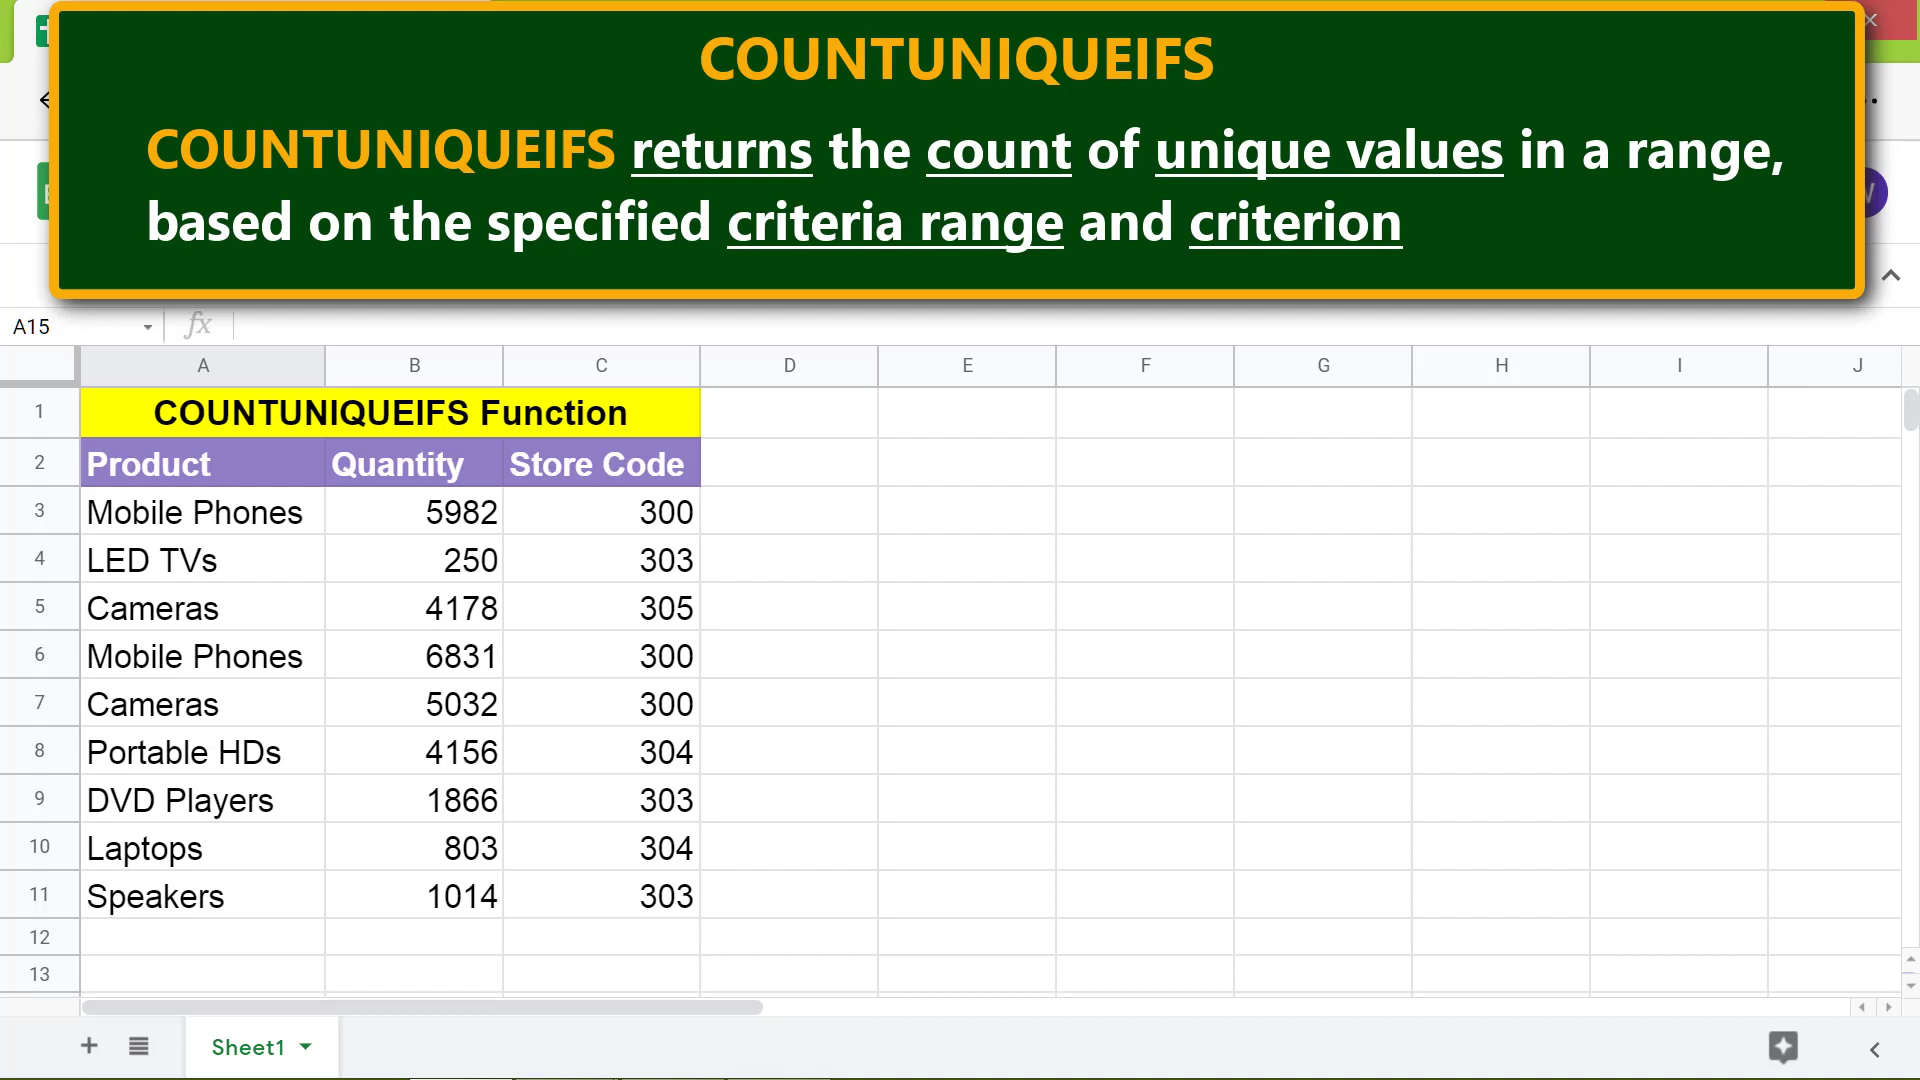 COUNTUNIQUEIFS
COUNTUNIQUEIFS returns the count of unique values in a range,
based on the specified criteria range and criterion
A15 fx
A B C D E F G H I J
1 COUNTUNIQUEIFS Function
2 Product Quantity Store Code
3 Mobile Phones 5982 300
4 LED TVs 250 303
5 Cameras 4178 305
6 Mobile Phones 6831 300
7 Cameras 5032 300
8 Portable HDs 4156 304
9 DVD Players 1866 303
10 Laptops 803 304
11 Speakers 1014 303
12
13
Sheet1